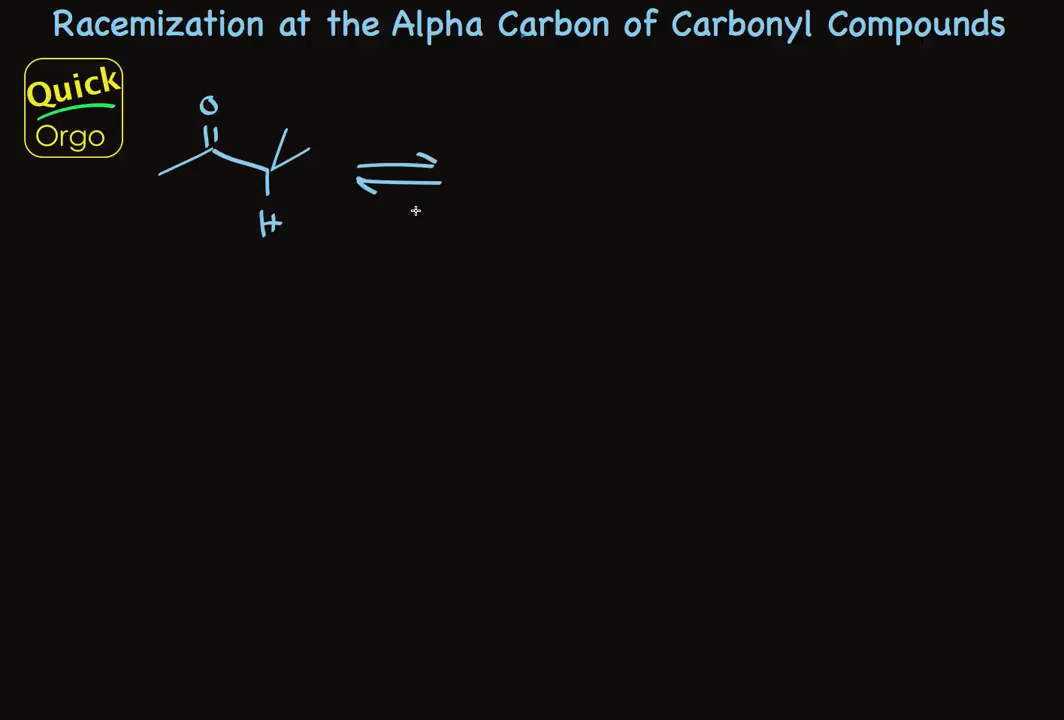 Racemization at the Alpha Carbon of Carbonyl Compounds
Quick
Orgo
O
H